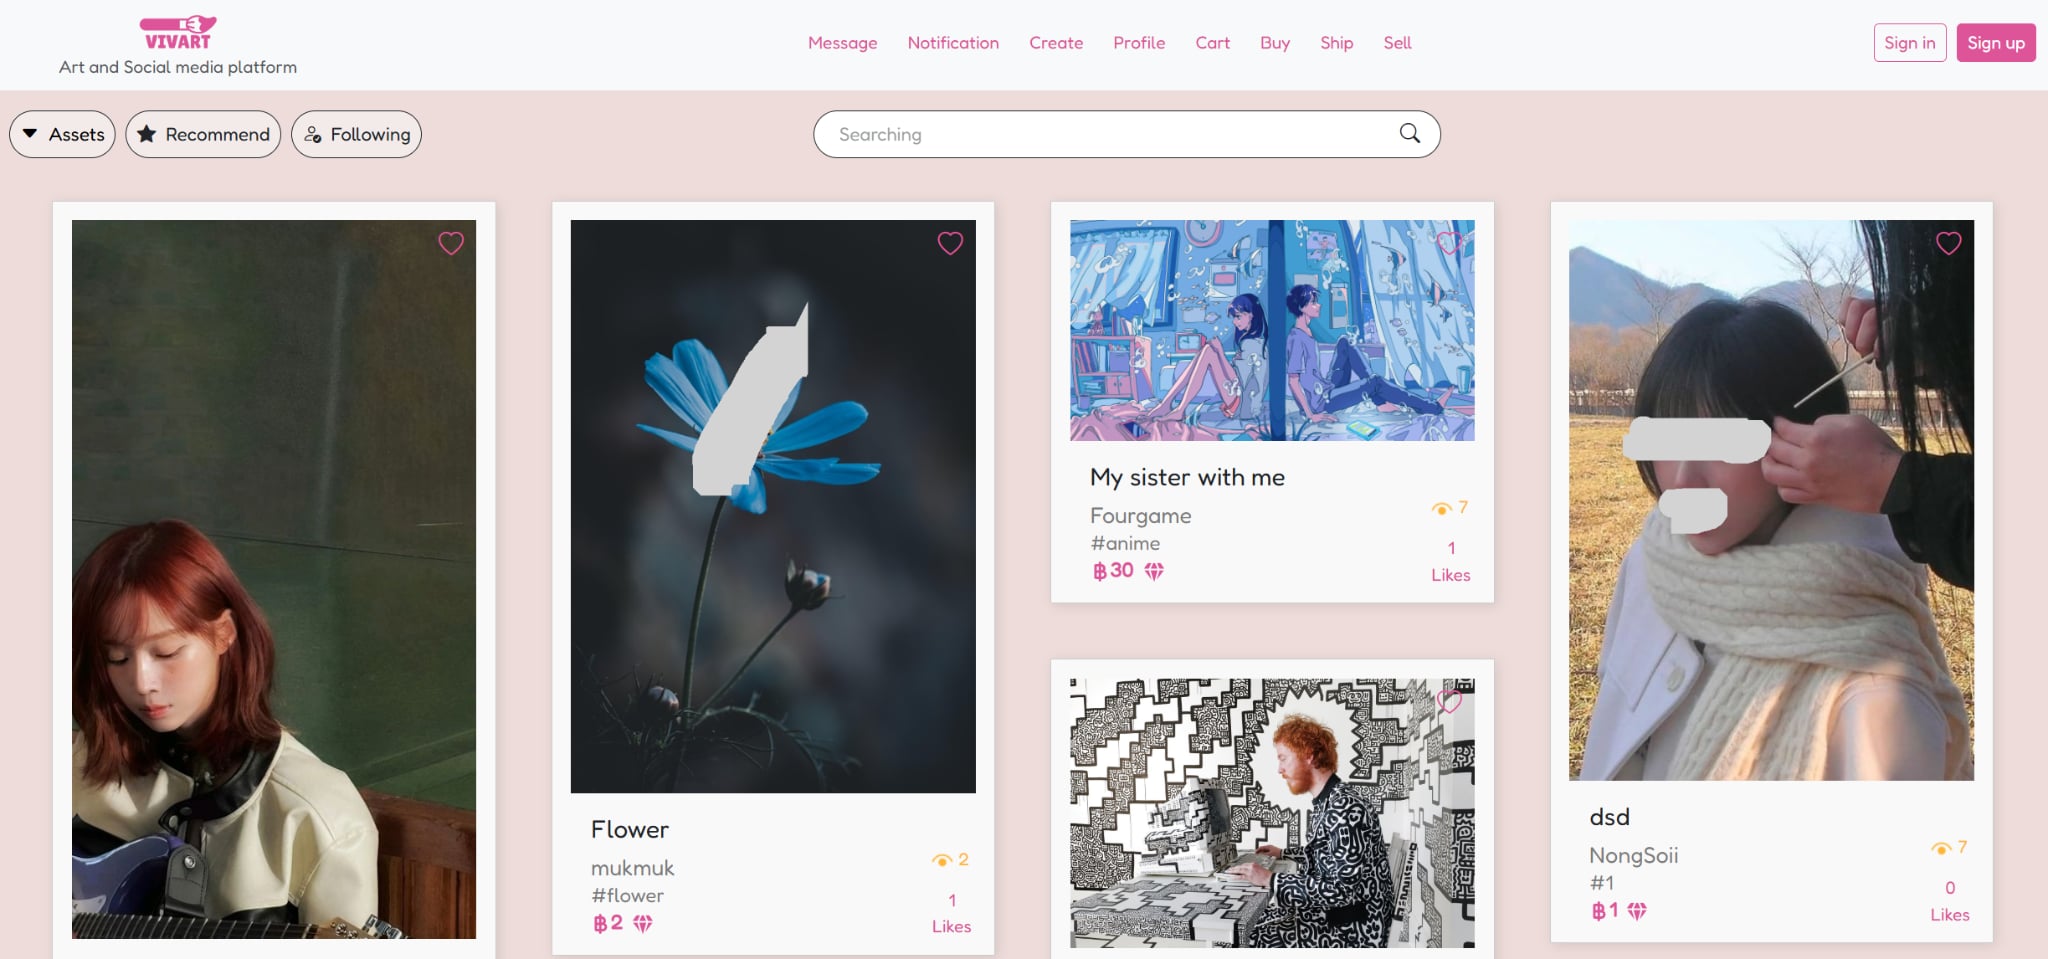 VIVART
Art and Social media platform
Message Notification Create Profile Cart Buy Ship Sell
Sign in Sign up
Assets Recommend Following
Searching
Flower
mukmuk
#flower
฿2
2
1
Likes
My sister with me
Fourgame
#anime
฿30
7
1
Likes
dsd
NongSoii
#1
฿1
7
0
Likes